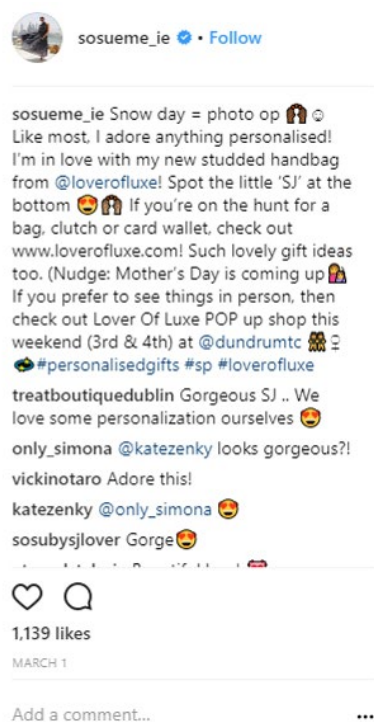 sosueme_ie • Follow
sosueme_ie Snow day = photo op
Like most, I adore anything personalised!
I'm in love with my new studded handbag
from @loverofluxe! Spot the little 'SJ' at the
bottom 😍 If you're on the hunt for a
bag, clutch or card wallet, check out
www.loverofluxe.com! Such lovely gift ideas
too. (Nudge: Mother's Day is coming up
If you prefer to see things in person, then
check out Lover Of Luxe POP up shop this
weekend (3rd & 4th) at @dundrumtc
#personalisedgifts #sp #loverofluxe
treatboutiquedublin Gorgeous SJ .. We
love some personalization ourselves 😍
only_simona @katezenky looks gorgeous?!
vickinotaro Adore this!
katezenky @only_simona 😍
sosubysjlover Gorge😍
1,139 likes
MARCH 1
Add a comment...